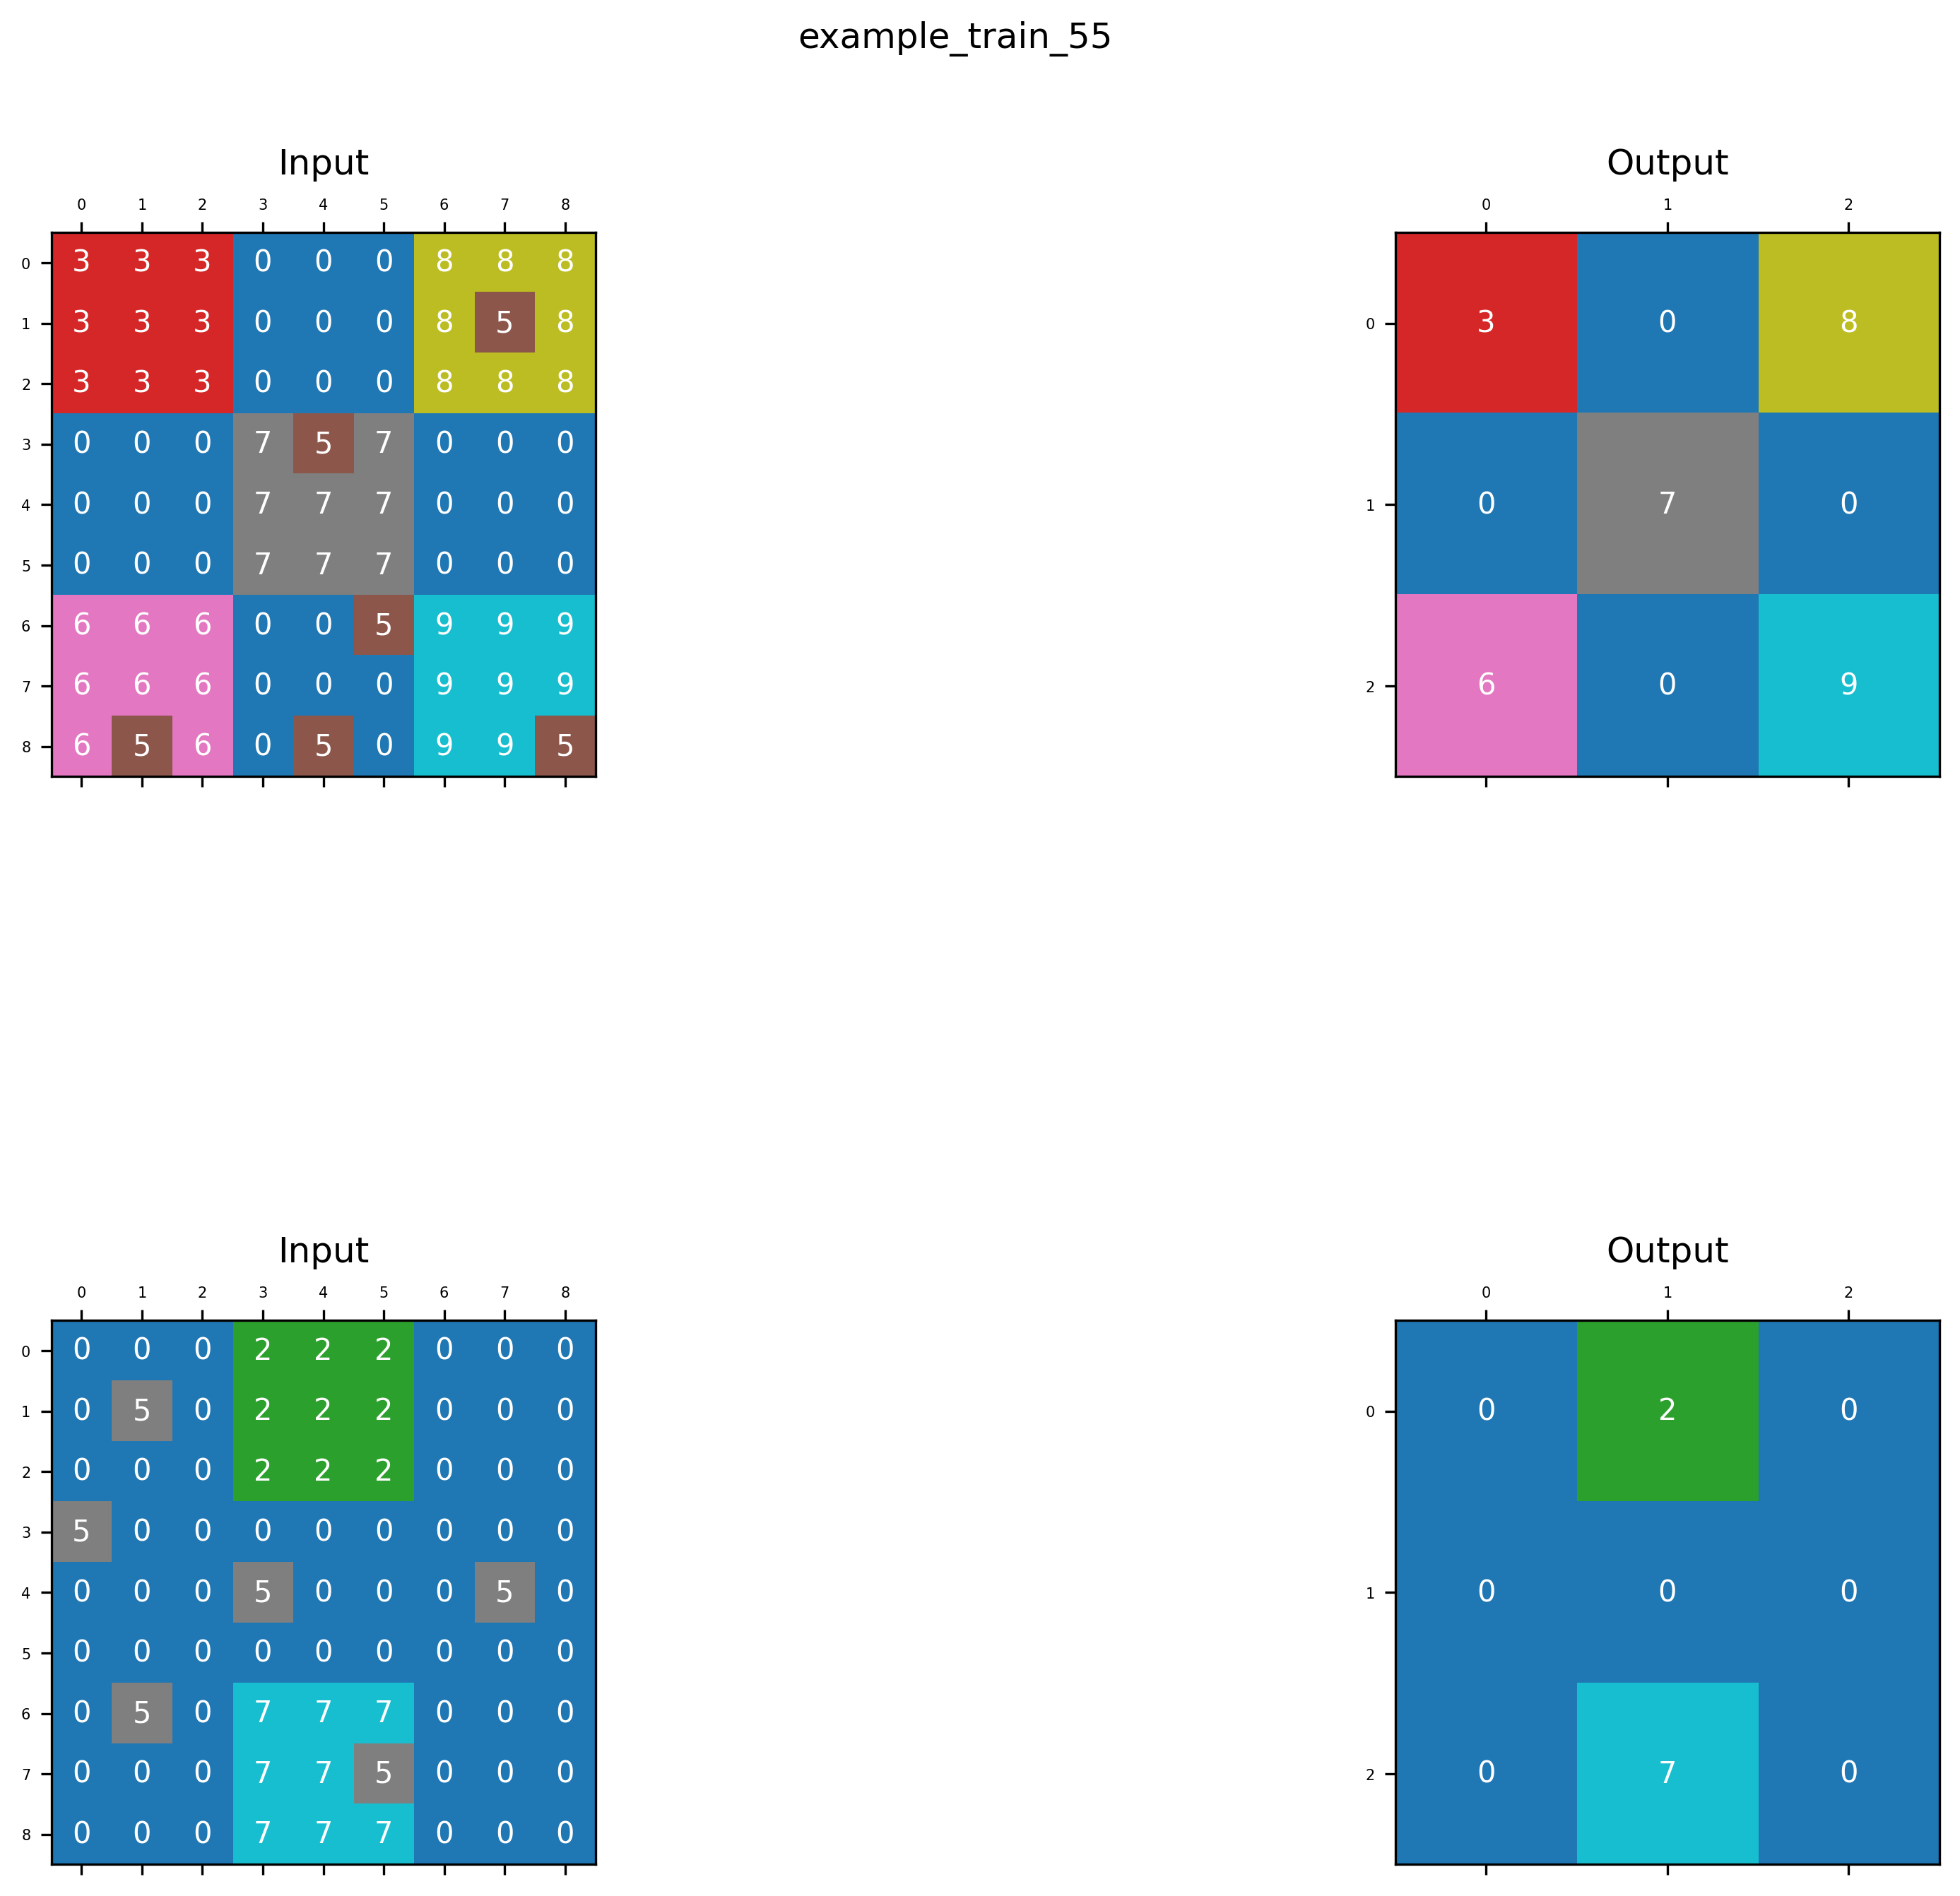 example_train_55
Input
0 1 2 3 4 5 6 7 8
0 3 3 3 0 0 0 8 8 8
1 3 3 3 0 0 0 8 5 8
2 3 3 3 0 0 0 8 8 8
3 0 0 0 7 5 7 0 0 0
4 0 0 0 7 7 7 0 0 0
5 0 0 0 7 7 7 0 0 0
6 6 6 6 0 0 5 9 9 9
7 6 6 6 0 0 0 9 9 9
8 6 5 6 0 5 0 9 9 5
Output
0 1 2
0 3 0 8
1 0 7 0
2 6 0 9
Input
0 1 2 3 4 5 6 7 8
0 0 0 0 2 2 2 0 0 0
1 0 5 0 2 2 2 0 0 0
2 0 0 0 2 2 2 0 0 0
3 5 0 0 0 0 0 0 0 0
4 0 0 0 5 0 0 0 5 0
5 0 0 0 0 0 0 0 0 0
6 0 5 0 7 7 7 0 0 0
7 0 0 0 7 7 5 0 0 0
8 0 0 0 7 7 7 0 0 0
Output
0 1 2
0 0 2 0
1 0 0 0
2 0 7 0